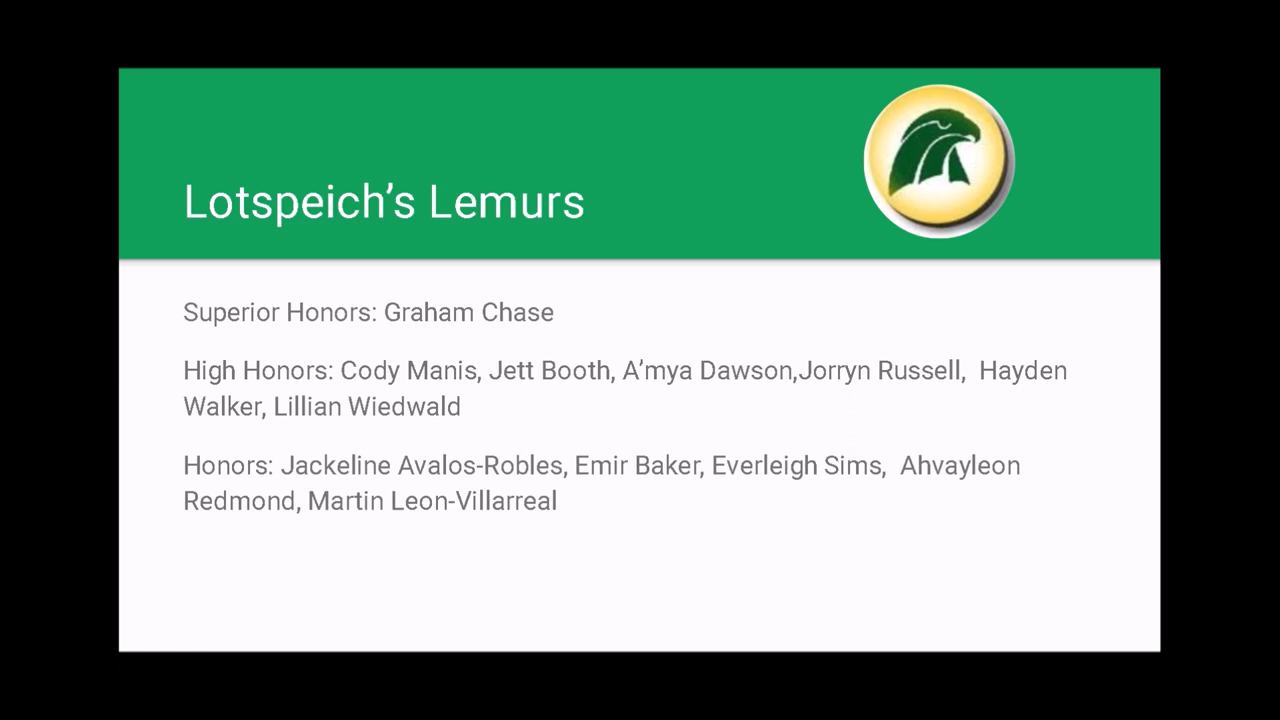 Lotspeich’s Lemurs
Superior Honors: Graham Chase
High Honors: Cody Manis, Jett Booth, A’mya Dawson,Jorryn Russell,  Hayden
Walker, Lillian Wiedwald
Honors: Jackeline Avalos-Robles, Emir Baker, Everleigh Sims,  Ahvayleon
Redmond, Martin Leon-Villarreal